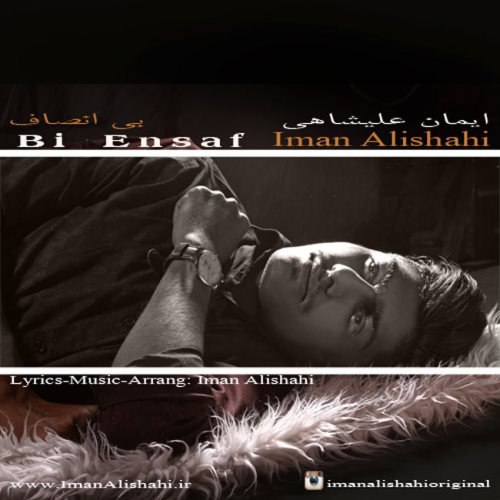 بی انصاف ایمان علیشاهی
Bi Ensaf Iman Alishahi
Lyrics-Music-Arrang: Iman Alishahi
www.ImanAlishahi.ir imanalishahioriginal